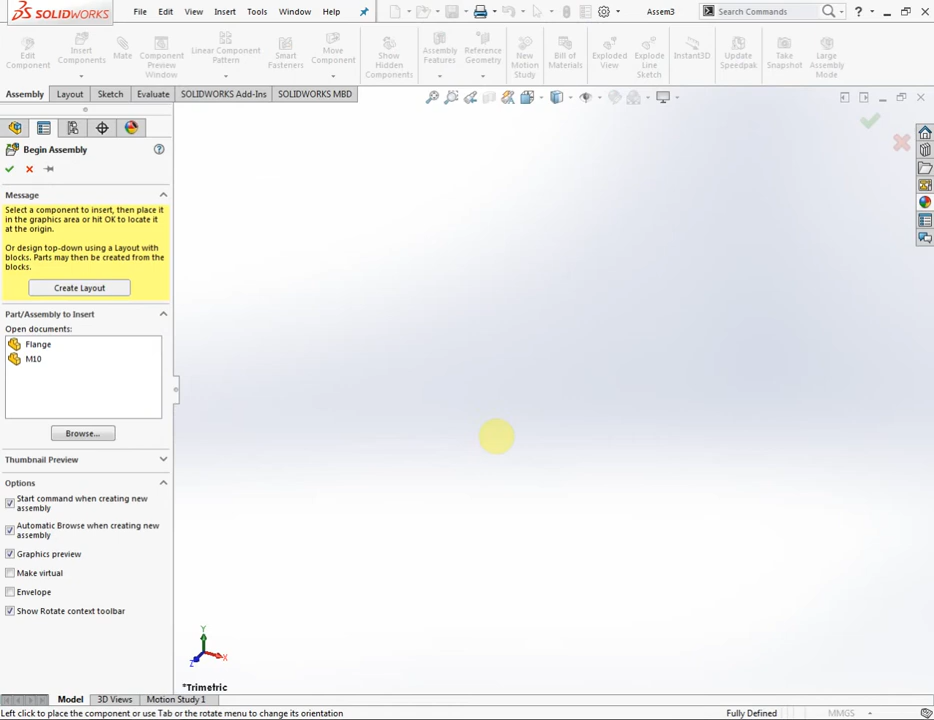 SOLIDWORKS File Edit View Insert Tools Window Help Assem3 Search Commands ?
Edit Component
Insert Components
Mate
Component Preview Window
Linear Component Pattern
Smart Fasteners
Move Component
Show Hidden Components
Assembly Features
Reference Geometry
New Motion Study
Bill of Materials
Exploded View
Explode Line Sketch
Instant3D
Update Speedpak
Take Snapshot
Large Assembly Mode
Assembly Layout Sketch Evaluate SOLIDWORKS Add-Ins SOLIDWORKS MBD
Begin Assembly ?
Message
Select a component to insert, then place it
in the graphics area or hit OK to locate it
at the origin.
Or design top-down using a Layout with
blocks. Parts may then be created from the
blocks.
Create Layout
Part/Assembly to Insert
Open documents:
Flange
M10
Browse...
Thumbnail Preview
Options
Start command when creating new
assembly
Automatic Browse when creating new
assembly
Graphics preview
Make virtual
Envelope
Show Rotate context toolbar
Y
Z X
*Trimetric
Model 3D Views Motion Study 1
Left click to place the component or use Tab or the rotate menu to change its orientation Fully Defined MMGS